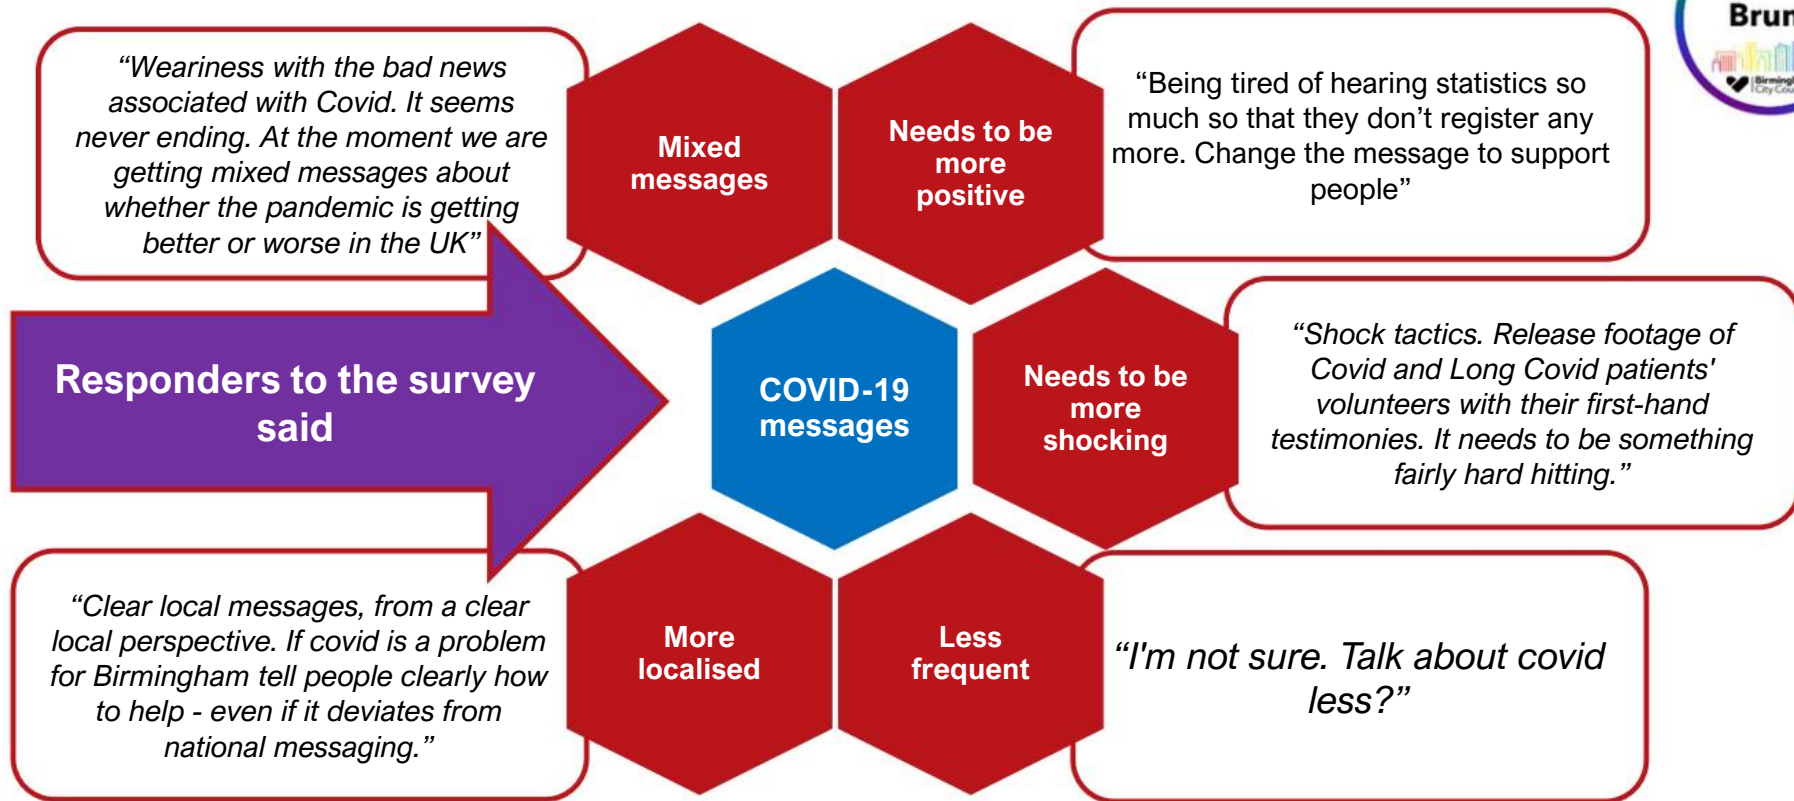 “Weariness with the bad news
associated with Covid. It seems
never ending. At the moment we are
getting mixed messages about
whether the pandemic is getting
better or worse in the UK”
Mixed
messages
Needs to be
more
positive
“Being tired of hearing statistics so
much so that they don’t register any
more. Change the message to support
people”
Responders to the survey
said
COVID-19
messages
Needs to be
more
shocking
“Shock tactics. Release footage of
Covid and Long Covid patients'
volunteers with their first-hand
testimonies. It needs to be something
fairly hard hitting.”
“Clear local messages, from a clear
local perspective. If covid is a problem
for Birmingham tell people clearly how
to help - even if it deviates from
national messaging.”
More
localised
Less
frequent
“I'm not sure. Talk about covid
less?”